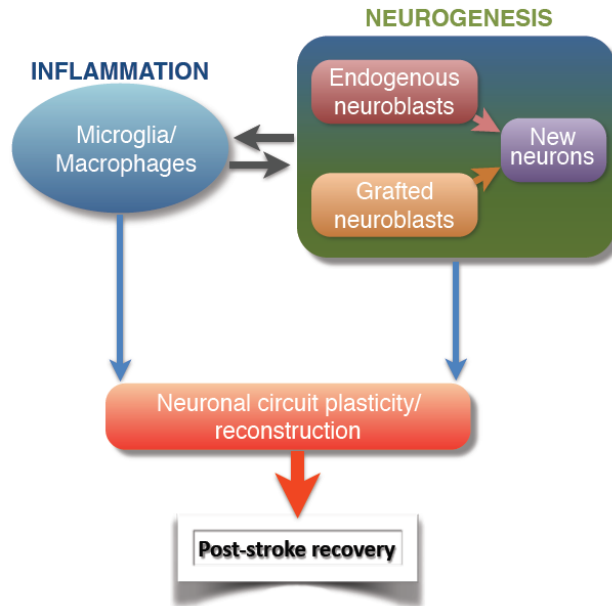 NEUROGENESIS
INFLAMMATION
Microglia/
Macrophages
Endogenous
neuroblasts
New
neurons
Grafted
neuroblasts
Neuronal circuit plasticity/
reconstruction
Post-stroke recovery